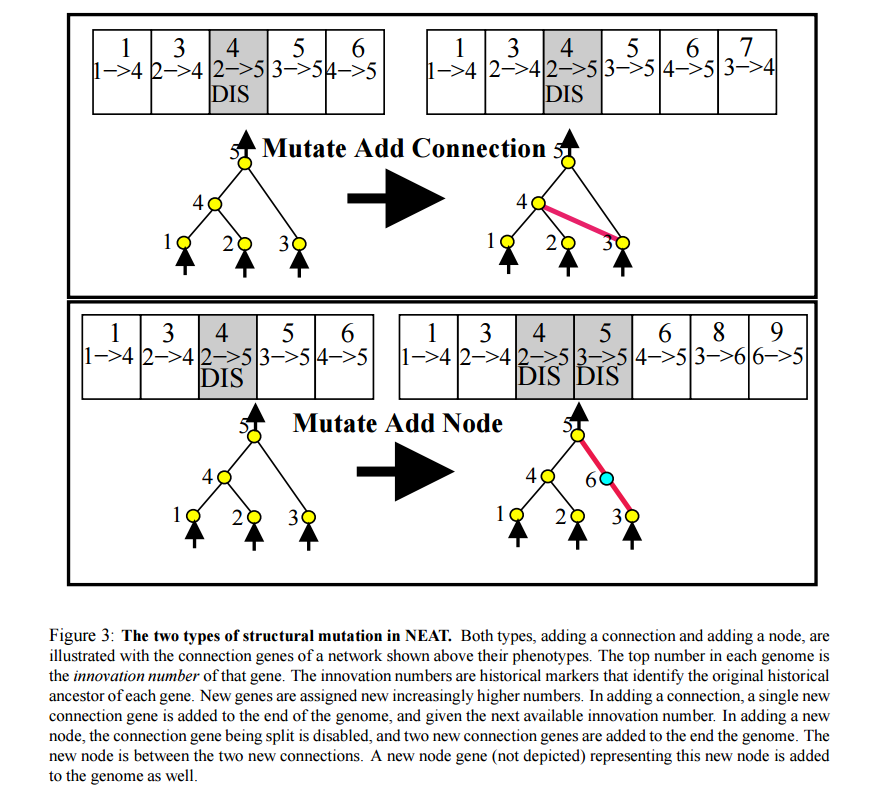 1 3 4 5 6
1->4 2->4 2->5 3->5 4->5
DIS
1 3 4 5 6 7
1->4 2->4 2->5 3->5 4->5 3->4
DIS
Mutate Add Connection
5
4
1 2 3
5
4
1 2 3
1 3 4 5 6
1->4 2->4 2->5 3->5 4->5
DIS
1 3 4 5 6 8 9
1->4 2->4 2->5 3->5 4->5 3->6 6->5
DIS DIS
Mutate Add Node
5
4
1 2 3
5
4 6
1 2 3
Figure 3: The two types of structural mutation in NEAT. Both types, adding a connection and adding a node, are
illustrated with the connection genes of a network shown above their phenotypes. The top number in each genome is
the innovation number of that gene. The innovation numbers are historical markers that identify the original historical
ancestor of each gene. New genes are assigned new increasingly higher numbers. In adding a connection, a single new
connection gene is added to the end of the genome, and given the next available innovation number. In adding a new
node, the connection gene being split is disabled, and two new connection genes are added to the end the genome. The
new node is between the two new connections. A new node gene (not depicted) representing this new node is added
to the genome as well.